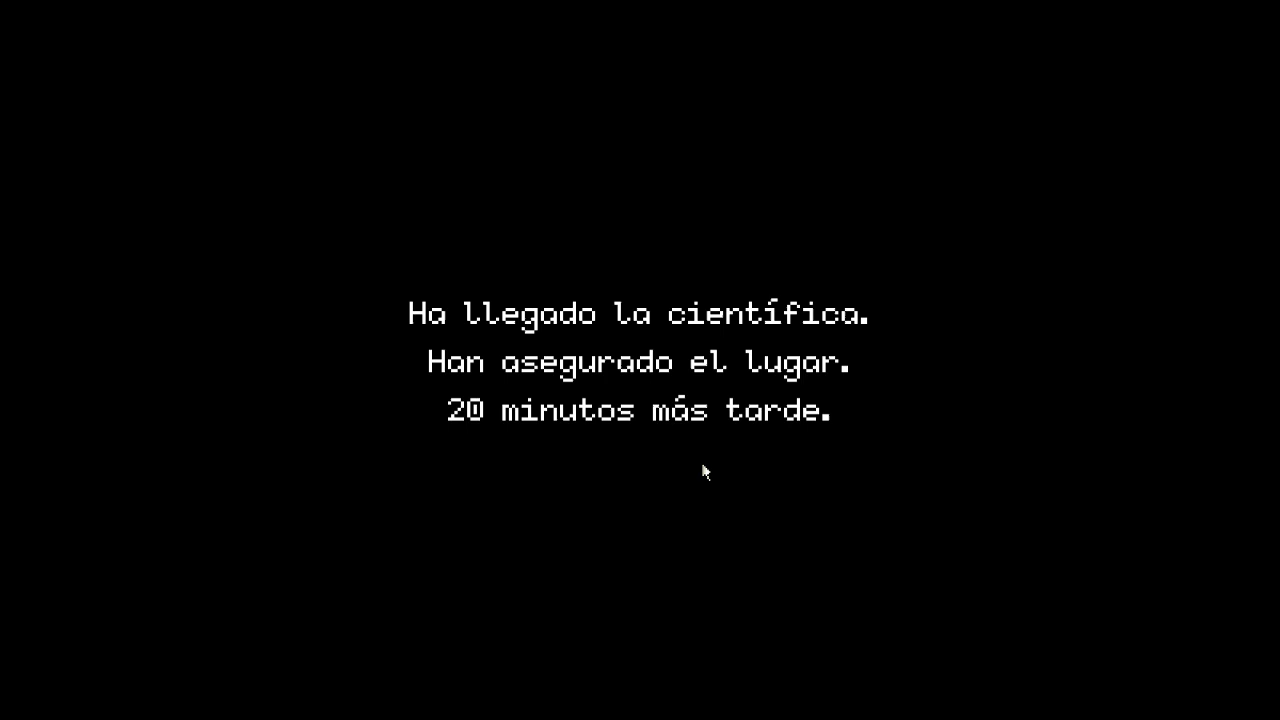 Ha llegado la científica.
Han asegurado el lugar.
20 minutos más tarde.